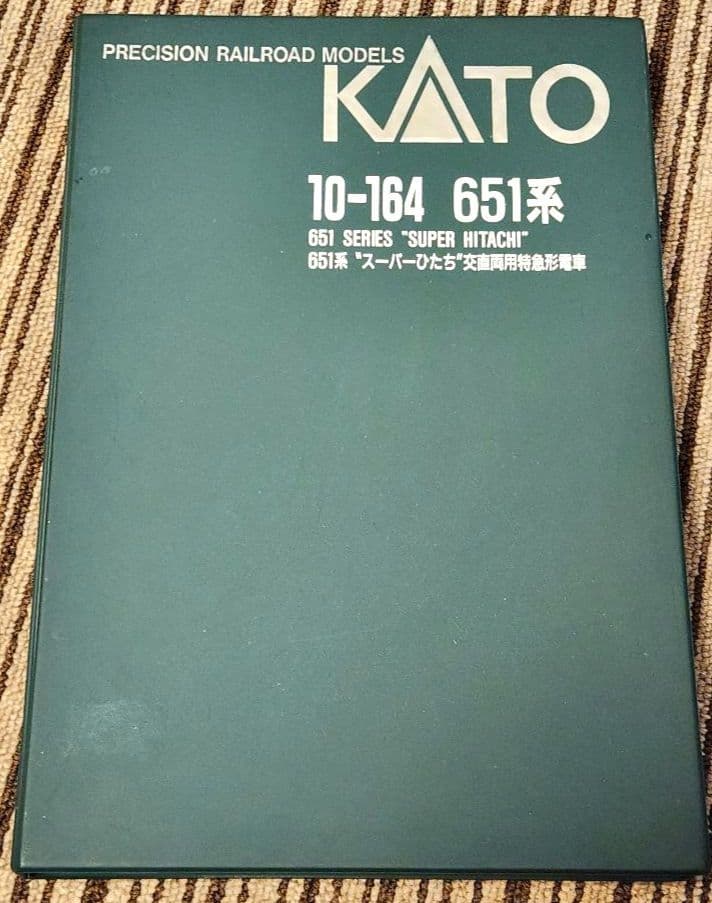 PRECISION RAILROAD MODELS
KATO
10-164 651系
651 SERIES "SUPER HITACHI"
651系 "スーパーひたち"交直両用特急形電車